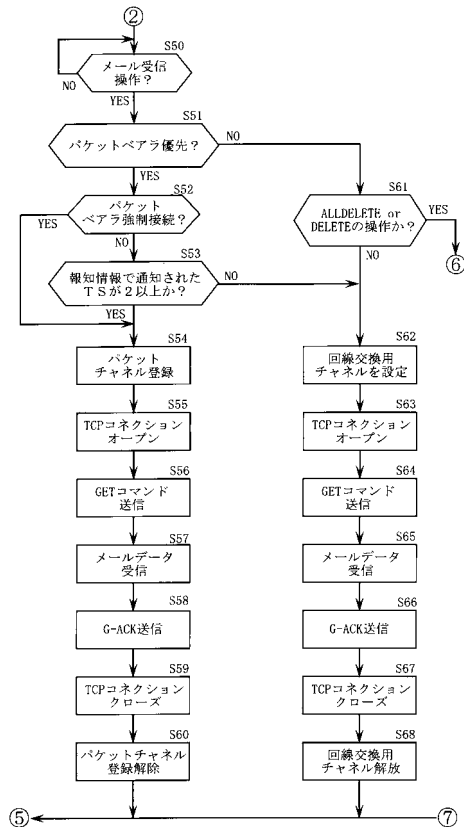 ②
S50
メール受信
操作?
NO
YES
S51
パケットベアラ優先?
NO
YES
S52
パケット
ベアラ強制接続?
YES
NO
S61
ALLDELETE or
DELETEの操作か?
YES
NO
⑥
S53
報知情報で通知された
TSが2以上か?
NO
YES
S54
パケット
チャネル登録
S55
TCPコネクション
オープン
S56
GETコマンド
送信
S57
メールデータ
受信
S58
G-ACK送信
S59
TCPコネクション
クローズ
S60
パケットチャネル
登録解除
S62
回線交換用
チャネルを設定
S63
TCPコネクション
オープン
S64
GETコマンド
送信
S65
メールデータ
受信
S66
G-ACK送信
S67
TCPコネクション
クローズ
S68
回線交換用
チャネル解放
⑤
⑦